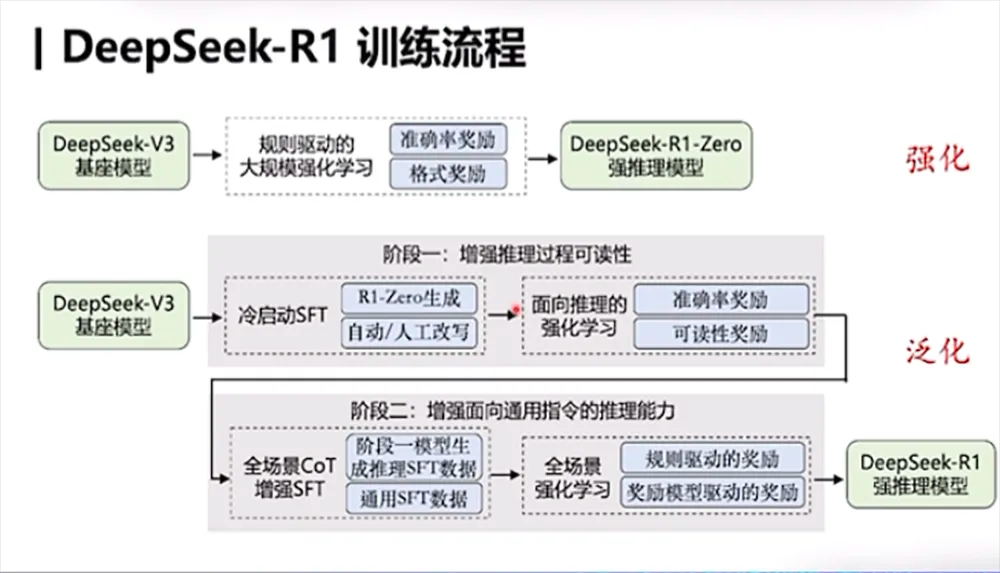 DeepSeek-R1 训练流程
DeepSeek-V3
基座模型
规则驱动的
大规模强化学习
准确率奖励
格式奖励
DeepSeek-R1-Zero
强推理模型
强化
阶段一：增强推理过程可读性
DeepSeek-V3
基座模型
冷启动SFT
R1-Zero生成
自动/人工改写
面向推理的
强化学习
准确率奖励
可读性奖励
泛化
阶段二：增强面向通用指令的推理能力
全场景CoT
增强SFT
阶段一模型生
成推理SFT数据
通用SFT数据
全场景
强化学习
规则驱动的奖励
奖励模型驱动的奖励
DeepSeek-R1
强推理模型